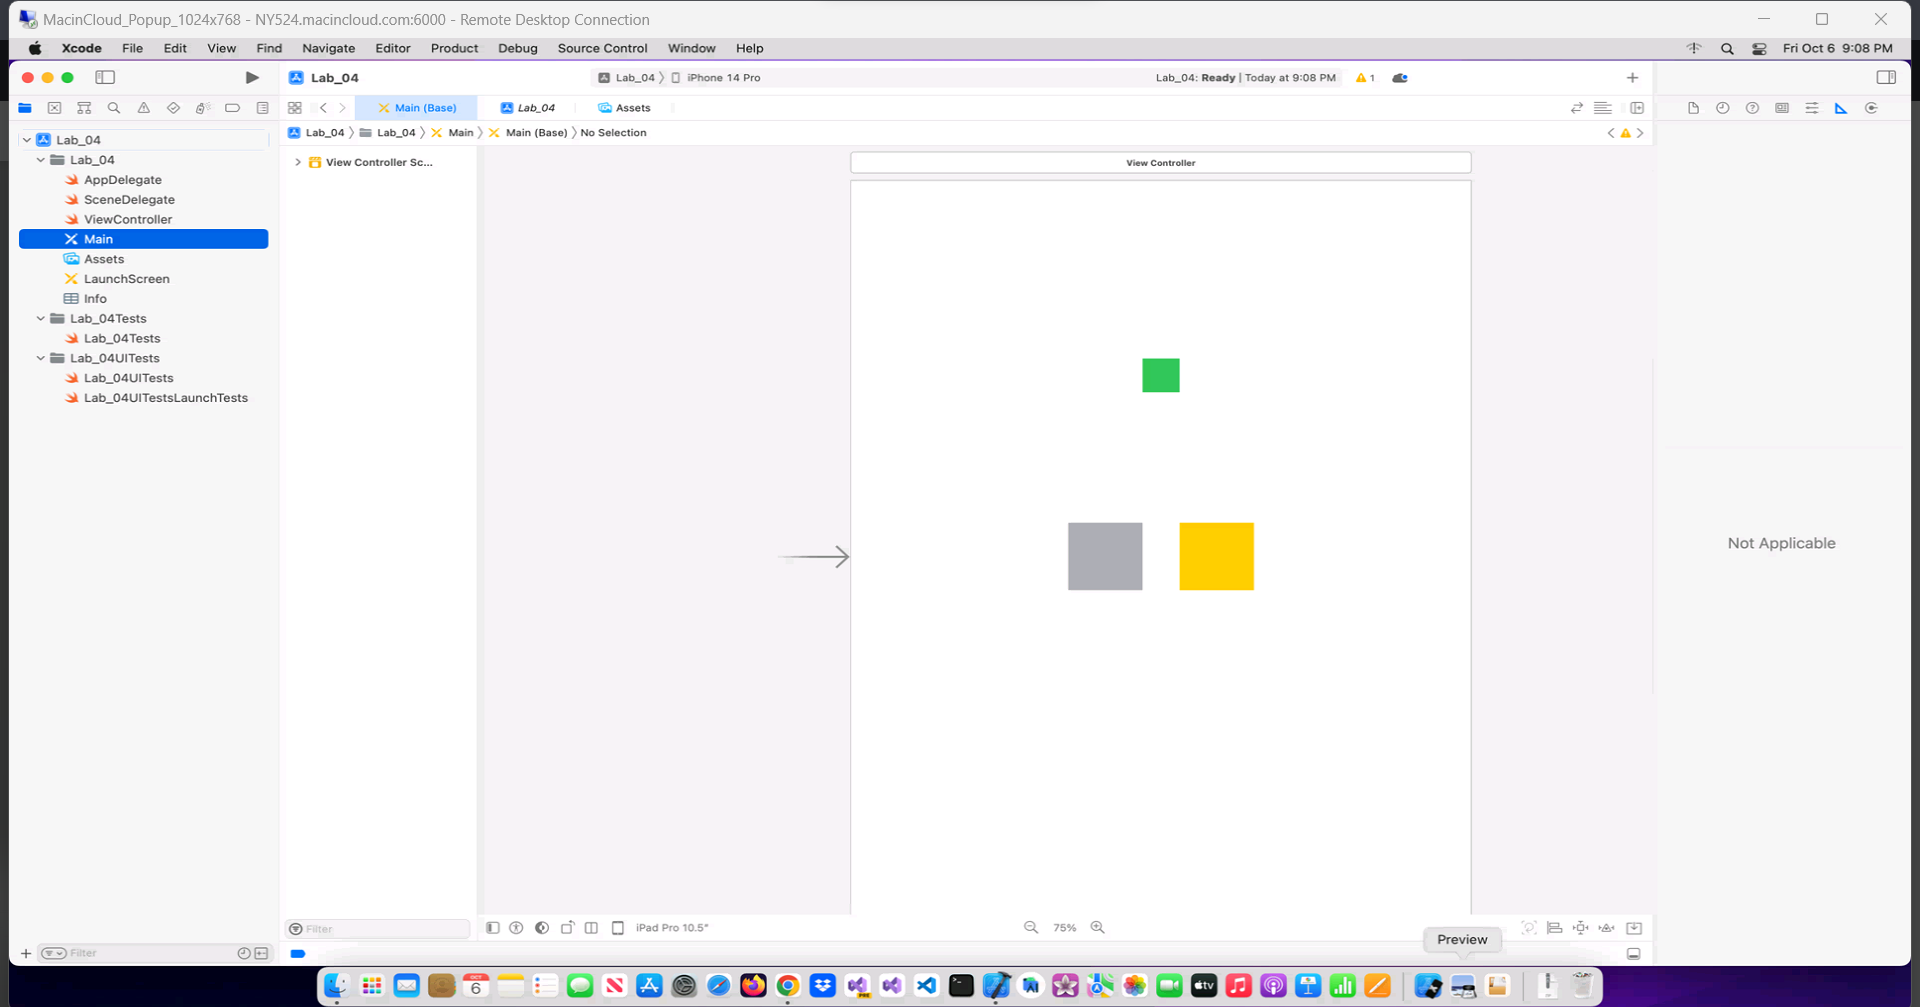 MacinCloud_Popup_1024x768 - NY524.macincloud.com:6000 - Remote Desktop Connection
Xcode File Edit View Find Navigate Editor Product Debug Source Control Window Help Fri Oct 6 9:08 PM
Lab_04 Lab_04 iPhone 14 Pro Lab_04: Ready | Today at 9:08 PM 1
Main (Base) Lab_04 Assets
Lab_04 Lab_04 Main Main (Base) No Selection
Lab_04
Lab_04
AppDelegate
SceneDelegate
ViewController
Main
Assets
LaunchScreen
Info
Lab_04Tests
Lab_04Tests
Lab_04UITests
Lab_04UITests
Lab_04UITestsLaunchTests
View Controller Sc...
View Controller
Not Applicable
Filter
iPad Pro 10.5"
75%
Preview
Filter
OCT
6
PRE
tv